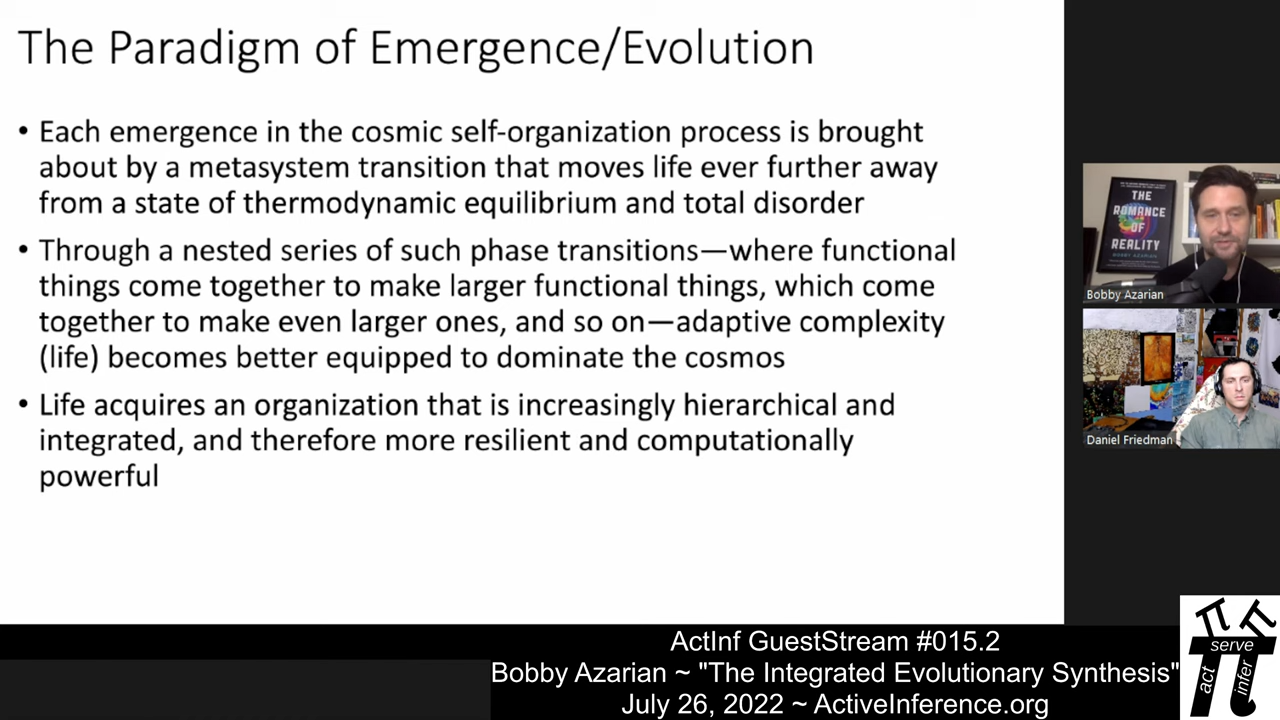 The Paradigm of Emergence/Evolution
• Each emergence in the cosmic self-organization process is brought
about by a metasystem transition that moves life ever further away
from a state of thermodynamic equilibrium and total disorder
• Through a nested series of such phase transitions—where functional
things come together to make larger functional things, which come
together to make even larger ones, and so on—adaptive complexity
(life) becomes better equipped to dominate the cosmos
• Life acquires an organization that is increasingly hierarchical and
integrated, and therefore more resilient and computationally
powerful
THE
ROMANCE
OF
REALITY
BOBBY AZARIAN
Bobby Azarian
Daniel Friedman
ActInf GuestStream #015.2
Bobby Azarian ~ "The Integrated Evolutionary Synthesis"
July 26, 2022 ~ ActiveInference.org
serve
act
infer